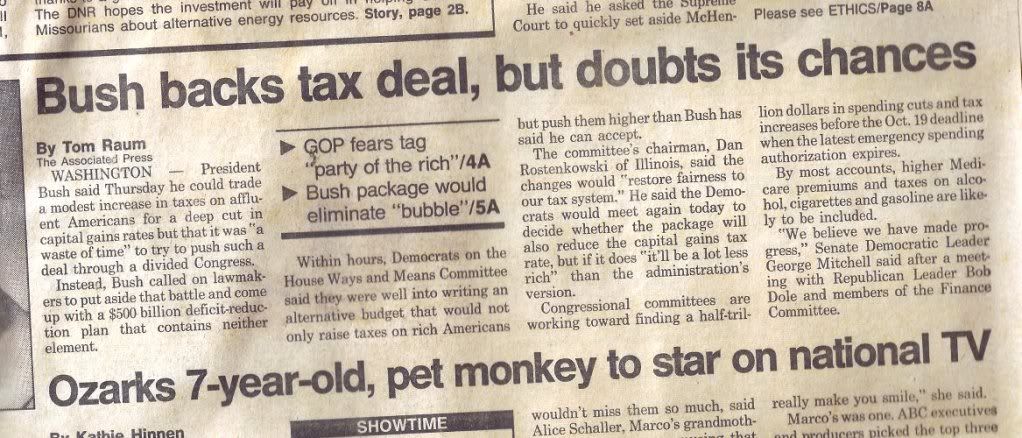 The DNR hopes the investment will pay off in
Missourians about alternative energy resources. Story, page 2B.
He said he asked the Supreme
Court to quickly set aside McHen-
Please see ETHICS/Page 8A
Bush backs tax deal, but doubts its chances
By Tom Raum
The Associated Press
WASHINGTON — President
Bush said Thursday he could trade
a modest increase in taxes on afflu-
ent Americans for a deep cut in
capital gains rates but that it was "a
waste of time" to try to push such a
deal through a divided Congress.
Instead, Bush called on lawmak-
ers to put aside that battle and come
up with a $500 billion deficit-reduc-
tion plan that contains neither
element.
▶ GOP fears tag
"party of the rich"/4A
▶ Bush package would
eliminate "bubble"/5A
Within hours, Democrats on the
House Ways and Means Committee
said they were well into writing an
alternative budget that would not
only raise taxes on rich Americans
but push them higher than Bush has
said he can accept.
The committee's chairman, Dan
Rostenkowski of Illinois, said the
changes would "restore fairness to
our tax system." He said the Demo-
crats would meet again today to
decide whether the package will
also reduce the capital gains tax
rate, but if it does "it'll be a lot less
rich" than the administration's
version.
Congressional committees are
working toward finding a half-tril-
lion dollars in spending cuts and tax
increases before the Oct. 19 deadline
when the latest emergency spending
authorization expires.
By most accounts, higher Medi-
care premiums and taxes on alco-
hol, cigarettes and gasoline are like-
ly to be included.
"We believe we have made pro-
gress," Senate Democratic Leader
George Mitchell said after a meet-
ing with Republican Leader Bob
Dole and members of the Finance
Committee.
Ozarks 7-year-old, pet monkey to star on national TV
By Kathie Hinnen
SHOWTIME
wouldn't miss them so much, said
Alice Schaller, Marco's grandmoth-
that
really make you smile," she said.
Marco's was one. ABC executives
and producers picked the top three